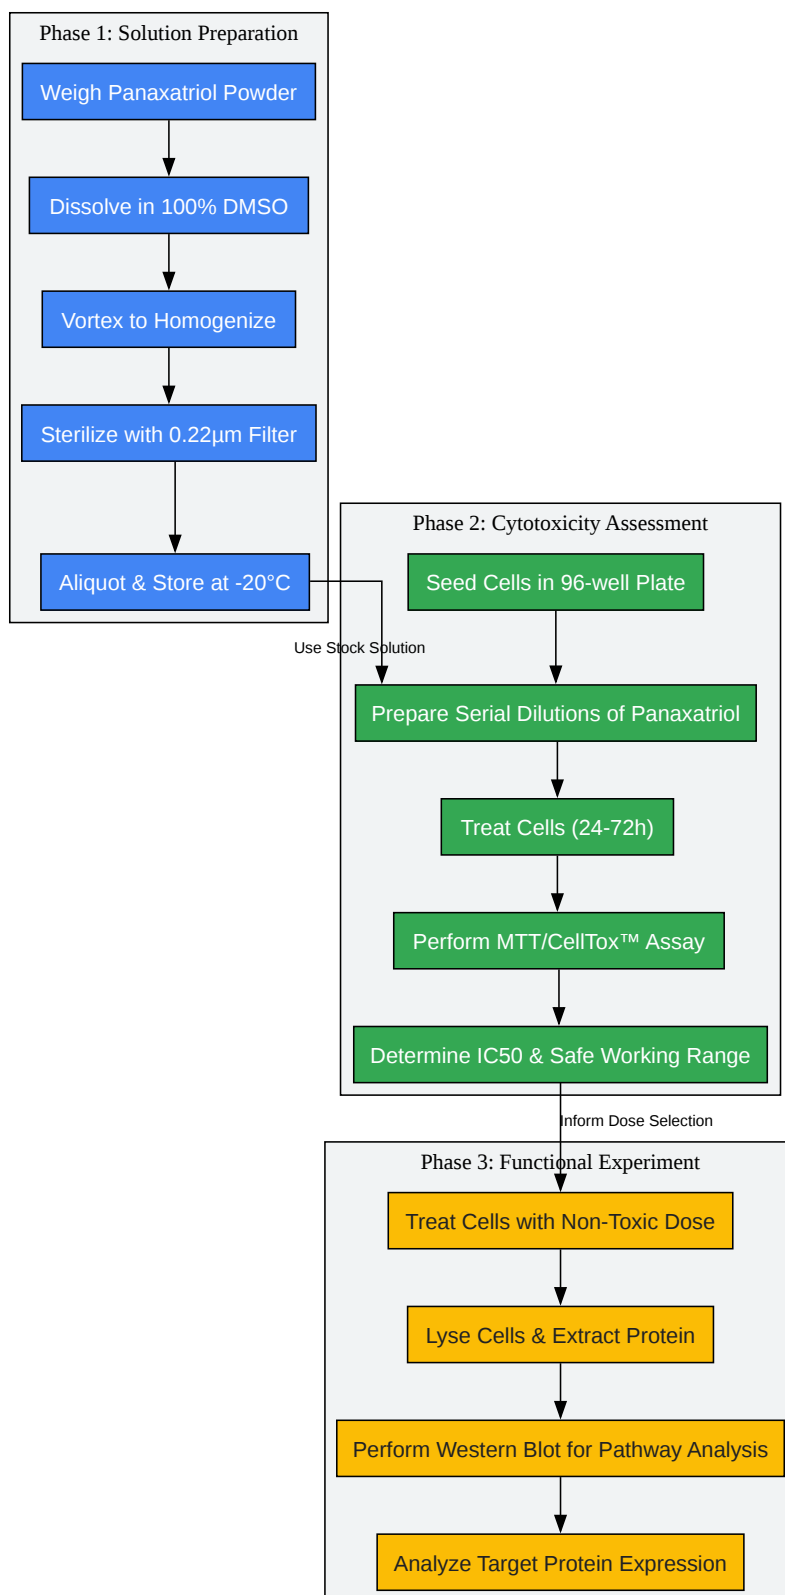 Phase 1: Solution Preparation
Weigh Panaxatriol Powder
Dissolve in 100% DMSO
Vortex to Homogenize
Sterilize with 0.22µm Filter
Aliquot & Store at -20°C
Use Stock Solution
Phase 2: Cytotoxicity Assessment
Seed Cells in 96-well Plate
Prepare Serial Dilutions of Panaxatriol
Treat Cells (24-72h)
Perform MTT/CellTox™ Assay
Determine IC50 & Safe Working Range
Inform Dose Selection
Phase 3: Functional Experiment
Treat Cells with Non-Toxic Dose
Lyse Cells & Extract Protein
Perform Western Blot for Pathway Analysis
Analyze Target Protein Expression